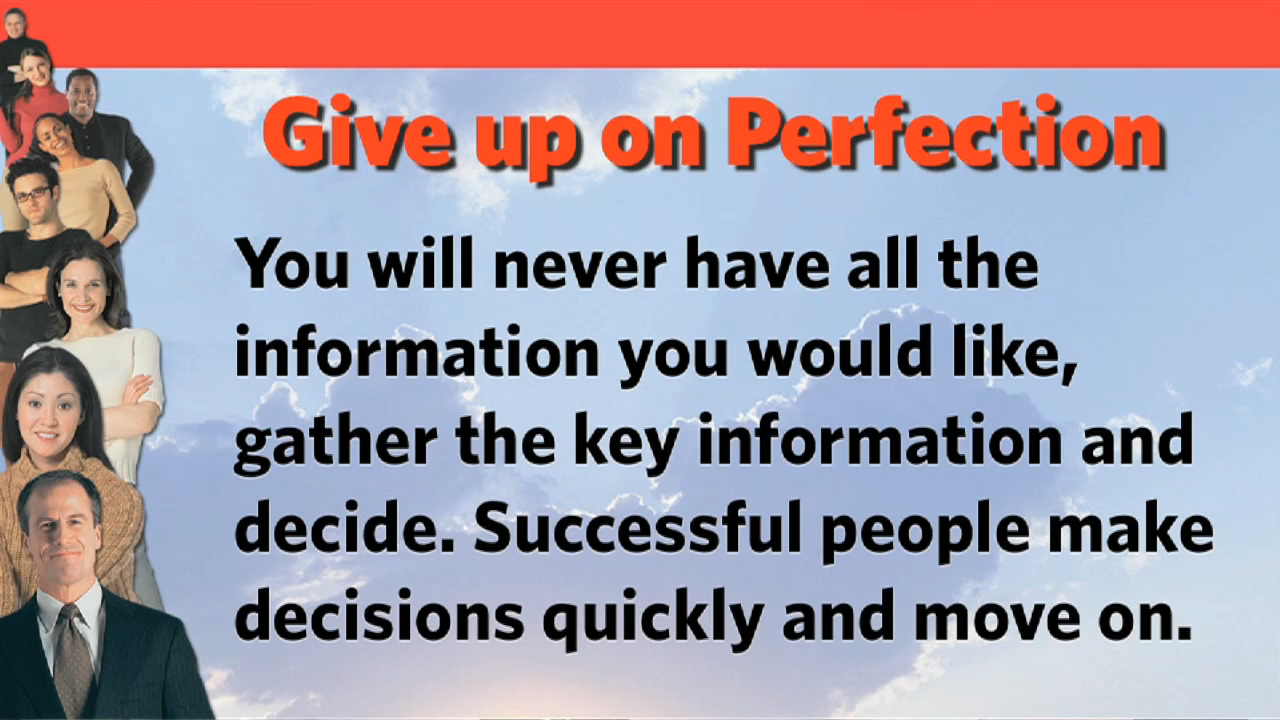 Give up on Perfection
You will never have all the
information you would like,
gather the key information and
decide. Successful people make
decisions quickly and move on.